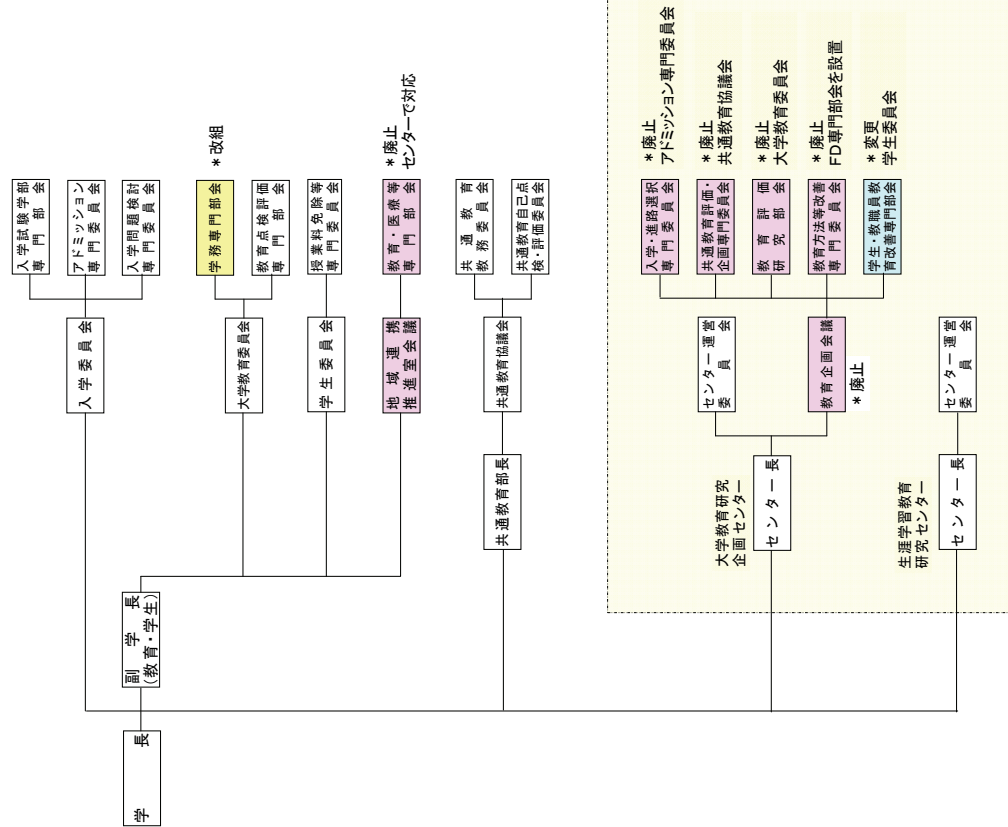 学長
副学長
(教育・学生)
入学委員会
入学試験学部
専門部会
アドミッション
専門委員会
入学問題検討
専門委員会
大学教育委員会
学務専門部会
＊改組
教育点検評価
専門部会
学生委員会
授業料免除等
専門委員会
地域連携
推進室会議
教育・医療等
専門部会
＊廃止
センターで対応
共通教育部長
共通教育協議会
共通教育
教務委員会
共通教育自己点
検・評価委員会
大学教育研究
企画センター
センター長
センター運営
委員会
教育企画会議
＊廃止
入学・進路選択
専門委員会
＊廃止
アドミッション専門委員会
共通教育評価・
企画専門委員会
＊廃止
共通教育協議会
教育評価
研究部会
＊廃止
大学教育委員会
教育方法等改善
専門委員会
＊廃止
FD専門部会を設置
学生・教職員教
育改善専門部会
＊変更
学生委員会
生涯学習教育
研究センター
センター長
センター運営
委員会